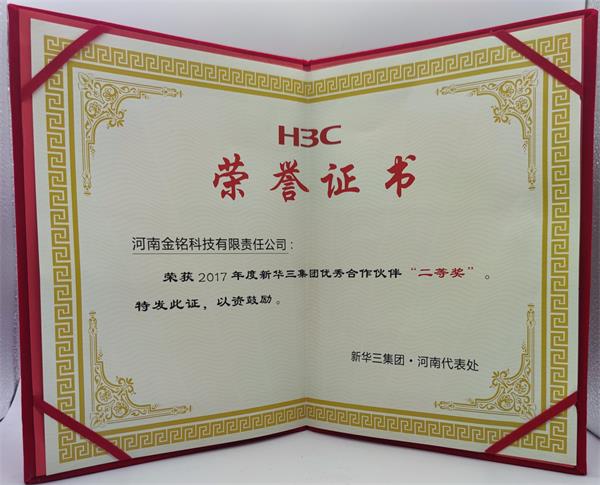 H3C
荣誉证书
河南金铭科技有限责任公司：
荣获2017年度新华三集团优秀合作伙伴“二等奖”。
特发此证，以资鼓励。
新华三集团·河南代表处